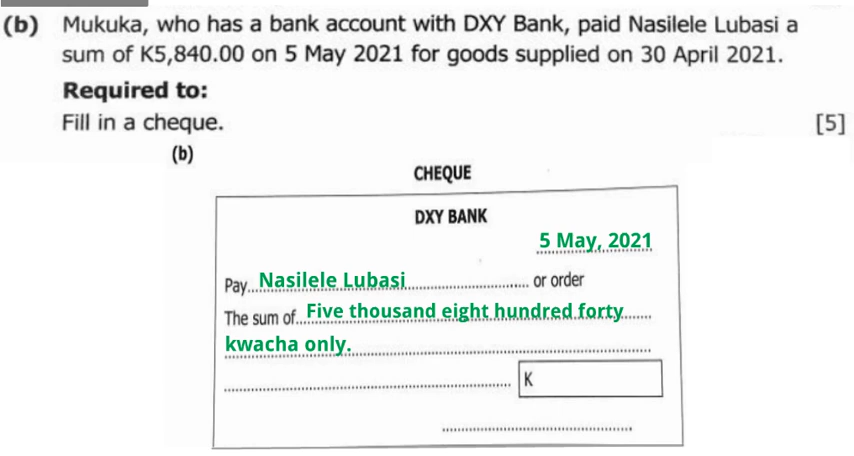 (b) Mukuka, who has a bank account with DXY Bank, paid Nasilele Lubasi a
sum of K5,840.00 on 5 May 2021 for goods supplied on 30 April 2021.
Required to:
Fill in a cheque. [5]
(b)
CHEQUE
DXY BANK
5 May, 2021
Pay Nasilele Lubasi or order
The sum of Five thousand eight hundred forty
kwacha only.
K